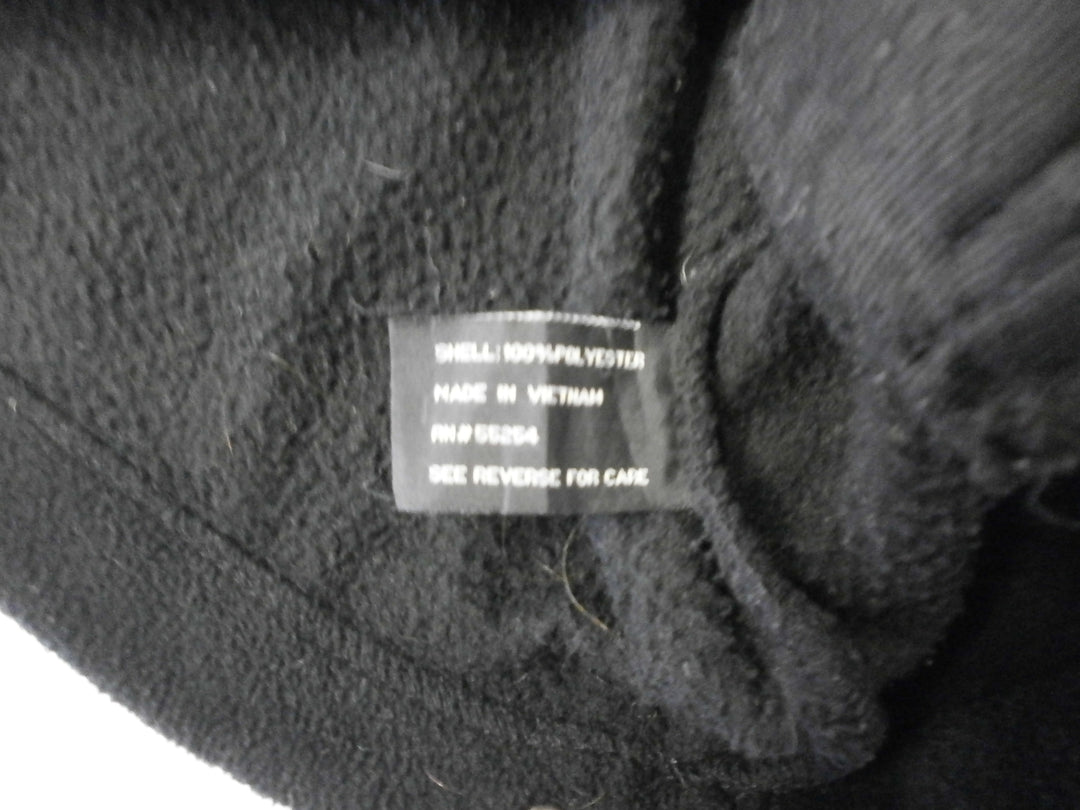 SHELL:100%POLYESTER
MADE IN VIETNAM
RN#55254
SEE REVERSE FOR CARE